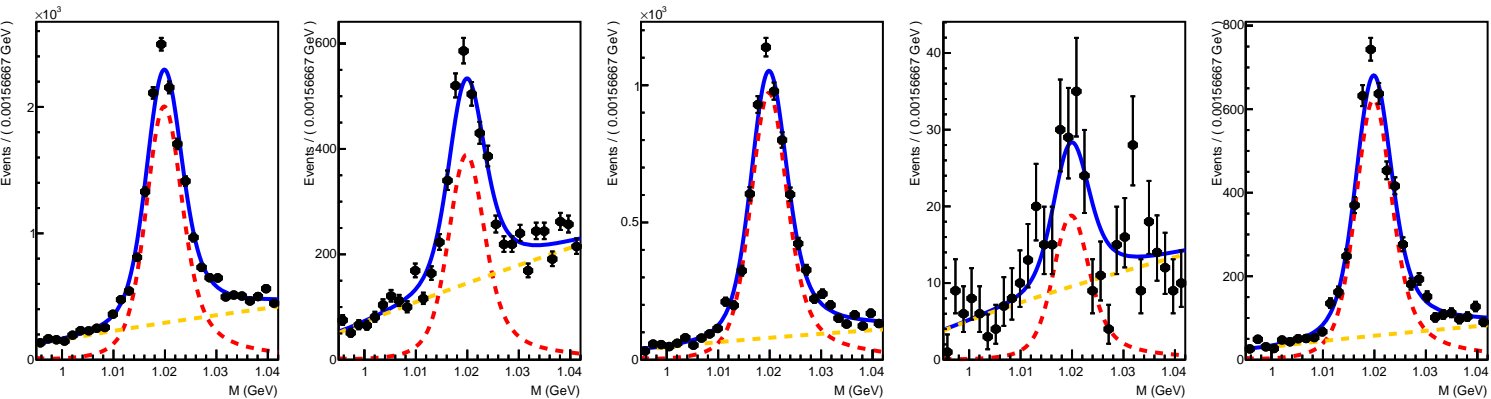 ×10³
Events / ( 0.00156667 GeV )
2
1
0
1 1.01 1.02 1.03 1.04
M (GeV)
Events / ( 0.00156667 GeV )
600
400
200
0
1 1.01 1.02 1.03 1.04
M (GeV)
×10³
Events / ( 0.00156667 GeV )
1
0.5
0
1 1.01 1.02 1.03 1.04
M (GeV)
Events / ( 0.00156667 GeV )
40
30
20
10
0
1 1.01 1.02 1.03 1.04
M (GeV)
Events / ( 0.00156667 GeV )
800
600
400
200
0
1 1.01 1.02 1.03 1.04
M (GeV)